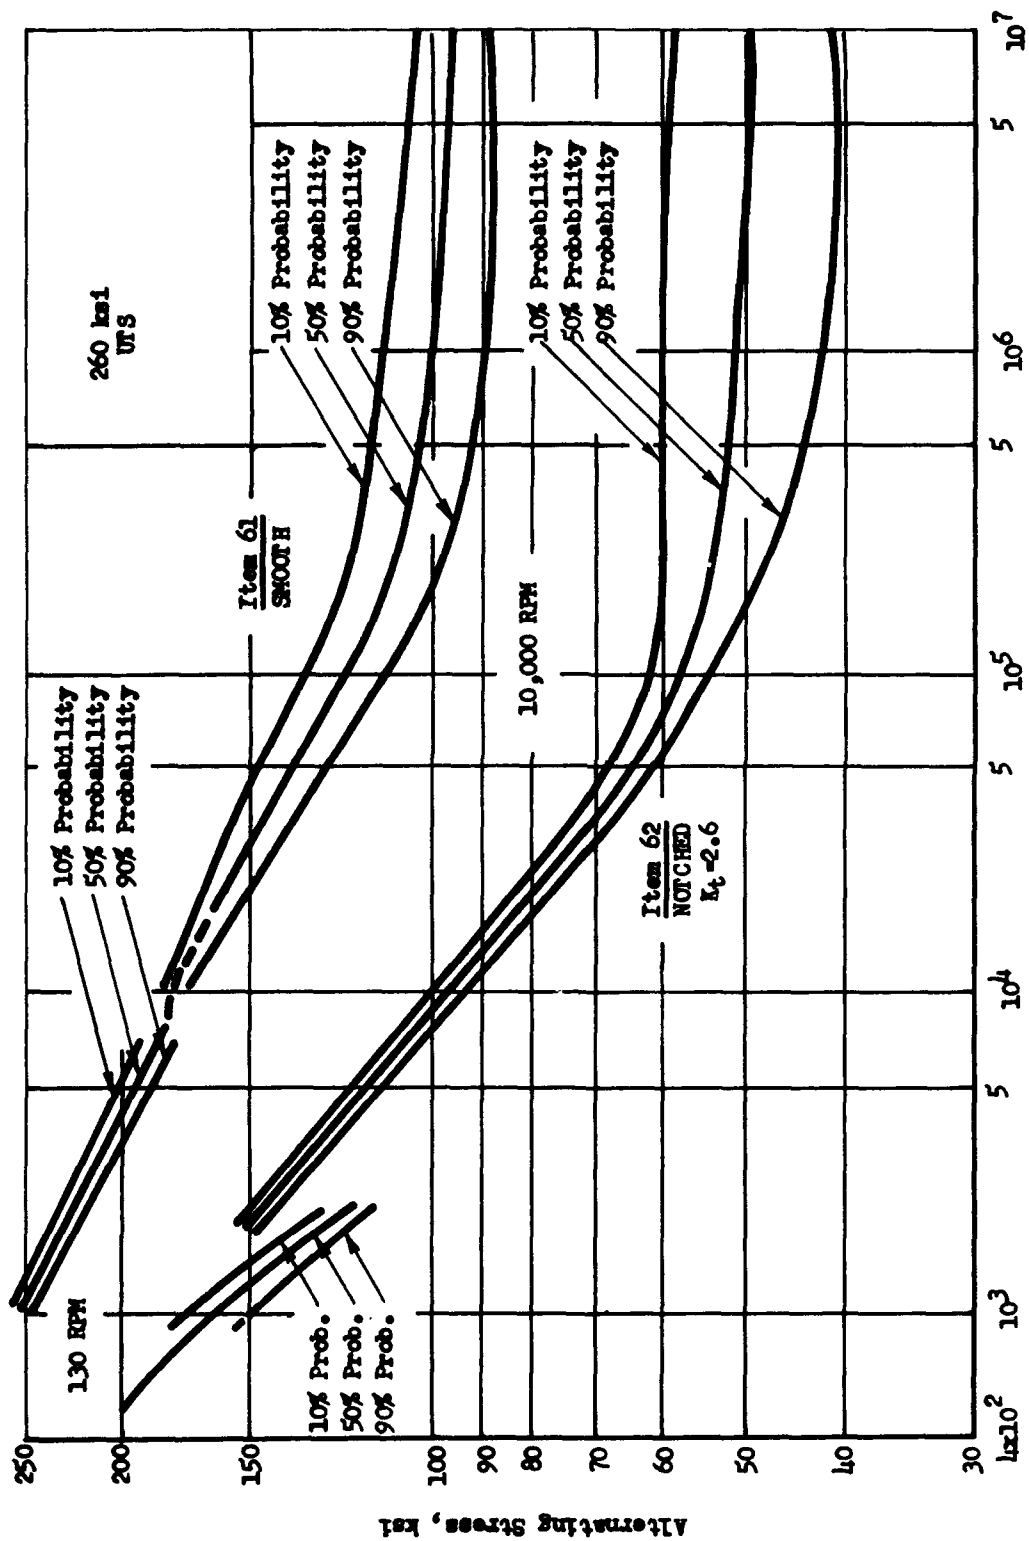 260 ksi
UTS
10% Probability
50% Probability
90% Probability
10% Probability
50% Probability
90% Probability
Item 61
SMOOTH
130 RPM
10% Prob.
50% Prob.
90% Prob.
10,000 RPM
10% Probability
50% Probability
90% Probability
Item 62
NOTCHED
Kt=2.6
Alternating Stress, ksi
250
200
150
100
90
80
70
60
50
40
30
4x10²
10³
5
10⁴
5
10⁵
5
10⁶
5
10⁷